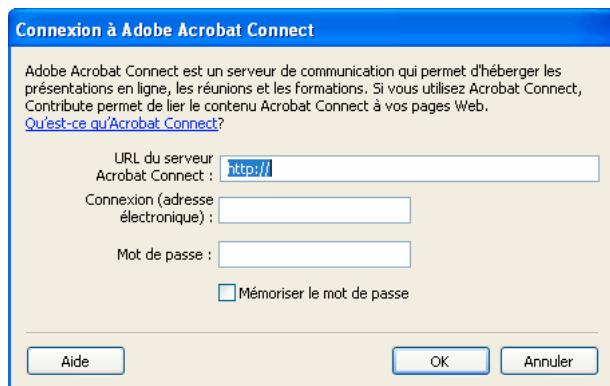 Connexion à Adobe Acrobat Connect
Adobe Acrobat Connect est un serveur de communication qui permet d'héberger les
présentations en ligne, les réunions et les formations. Si vous utilisez Acrobat Connect,
Contribute permet de lier le contenu Acrobat Connect à vos pages Web.
Qu'est-ce qu'Acrobat Connect?
URL du serveur
Acrobat Connect : http://
Connexion (adresse
électronique) :
Mot de passe :
Mémoriser le mot de passe
Aide OK Annuler